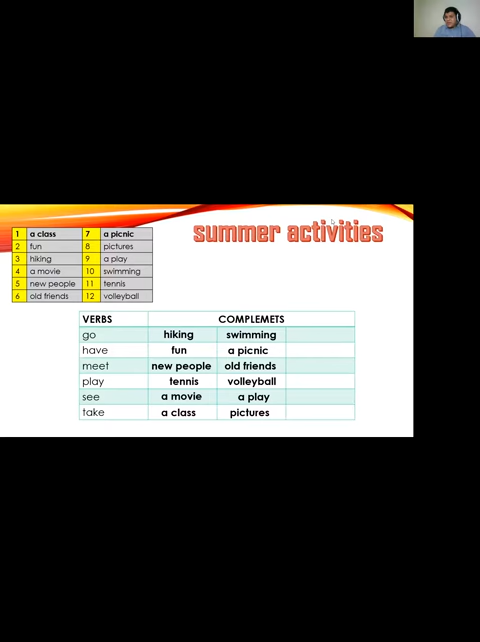 summer activities
1 a class 7 a picnic
2 fun 8 pictures
3 hiking 9 a play
4 a movie 10 swimming
5 new people 11 tennis
6 old friends 12 volleyball
VERBS COMPLEMETS
go hiking swimming
have fun a picnic
meet new people old friends
play tennis volleyball
see a movie a play
take a class pictures